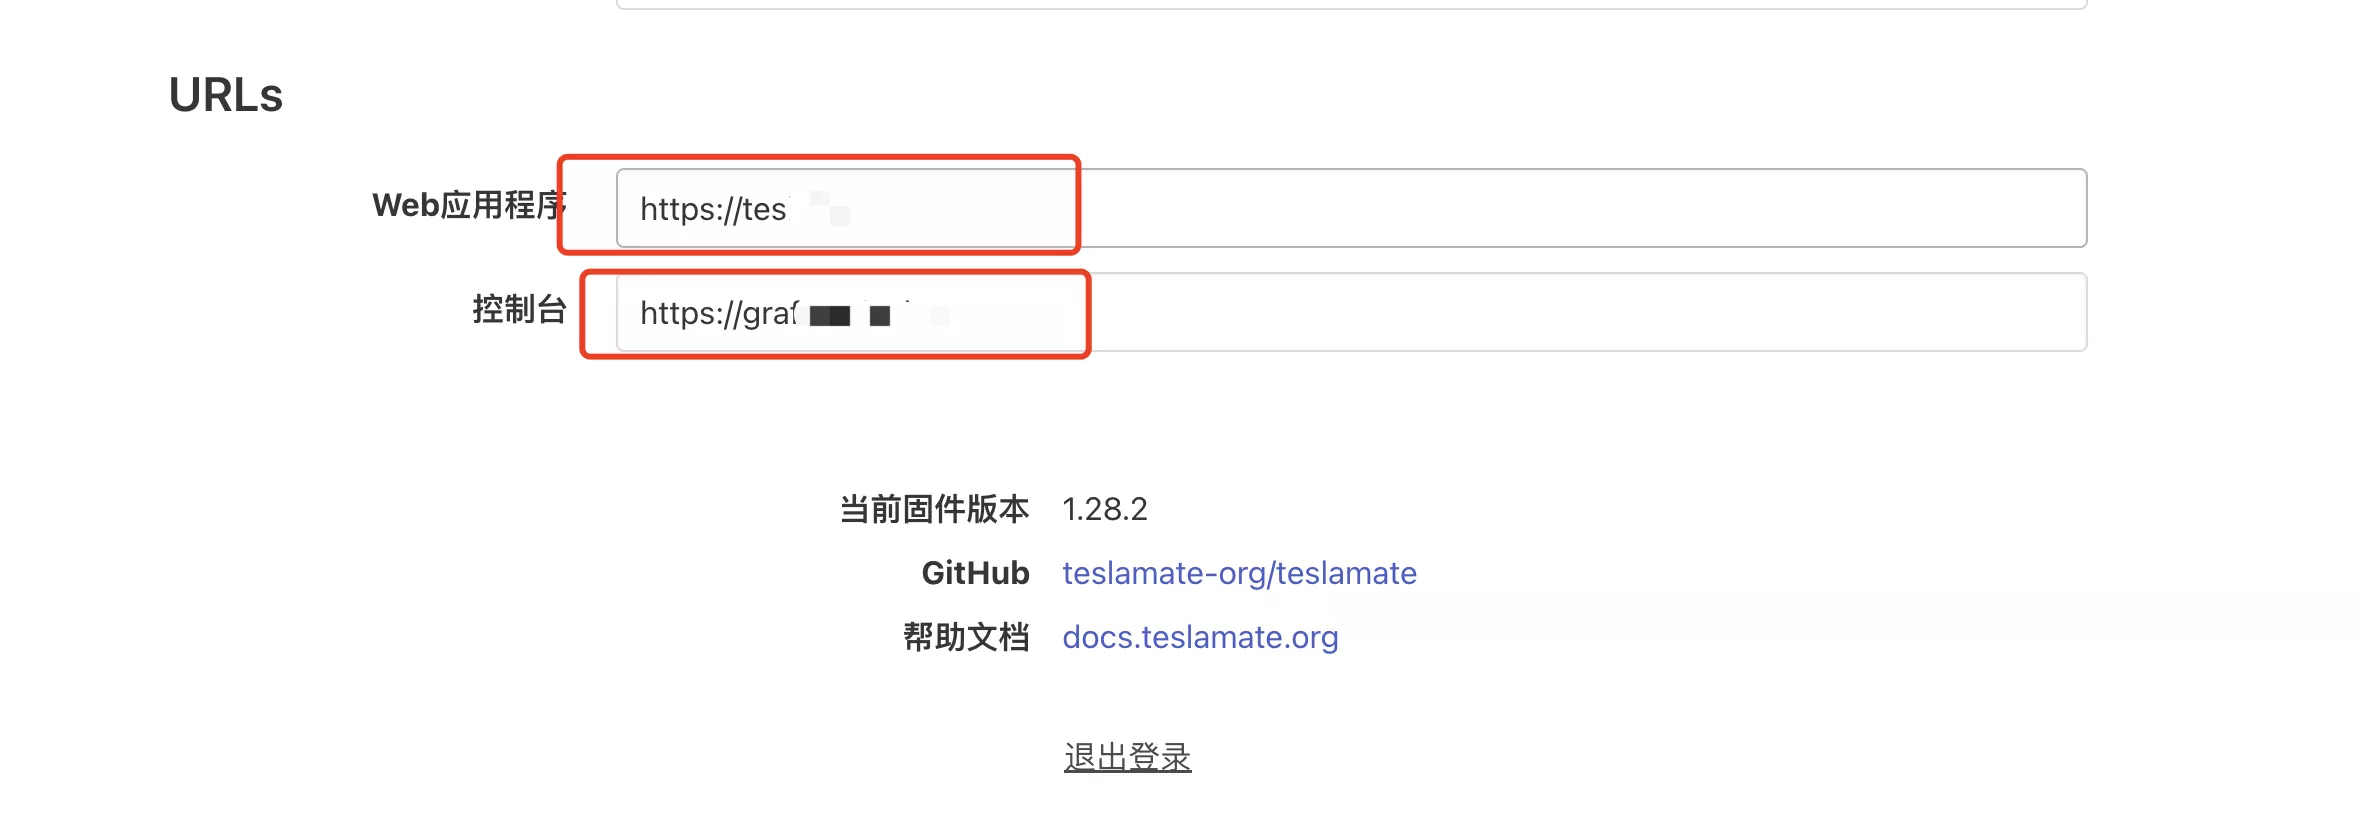 URLs
Web应用程序 https://tes
控制台 https://graf
当前固件版本 1.28.2
GitHub teslamate-org/teslamate
帮助文档 docs.teslamate.org
退出登录